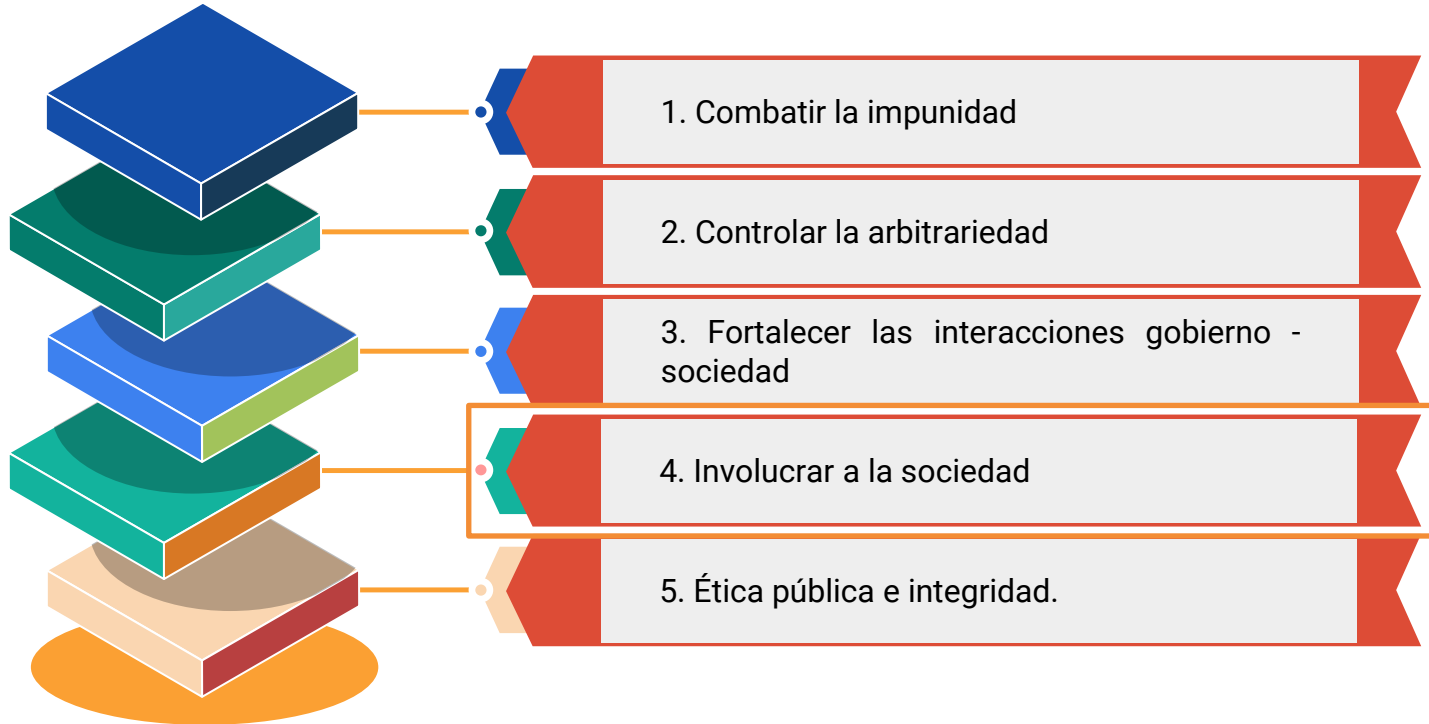 1. Combatir la impunidad
2. Controlar la arbitrariedad
3. Fortalecer las interacciones gobierno -
sociedad
4. Involucrar a la sociedad
5. Ética pública e integridad.